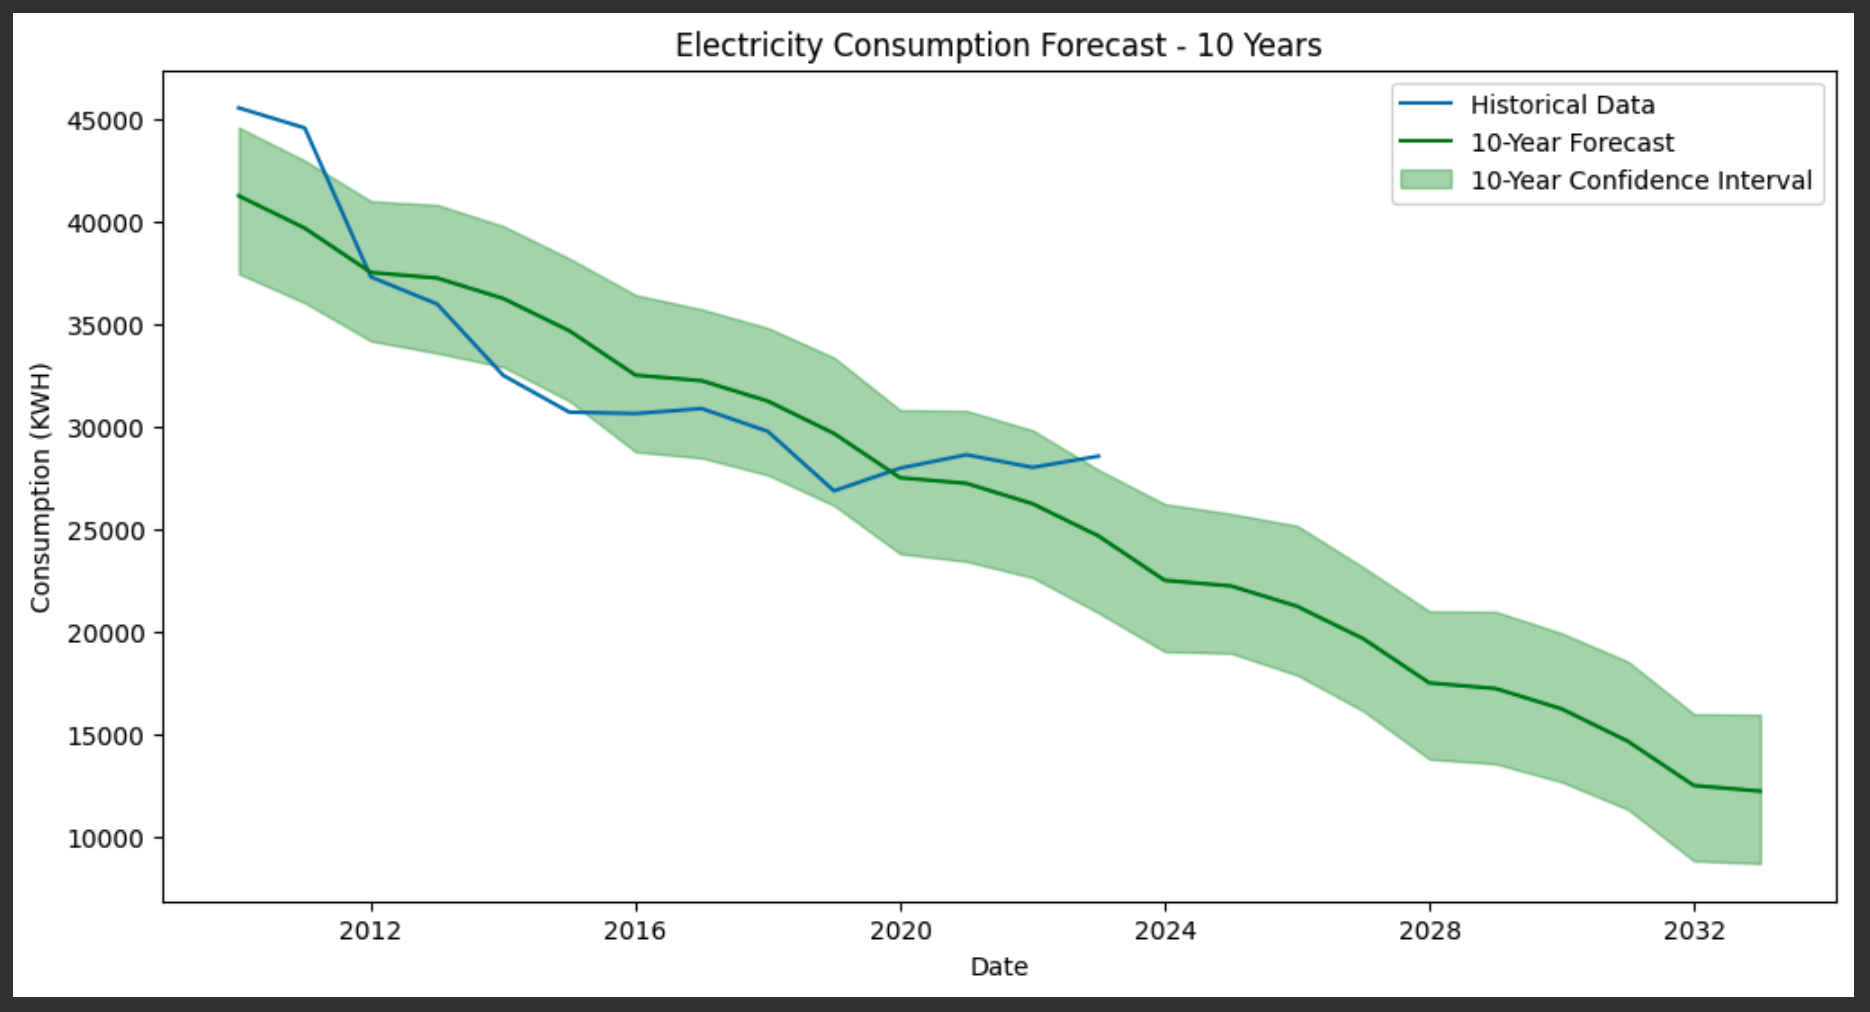 Electricity Consumption Forecast - 10 Years
Historical Data
10-Year Forecast
10-Year Confidence Interval
Consumption (KWH)
45000
40000
35000
30000
25000
20000
15000
10000
2012 2016 2020 2024 2028 2032
Date